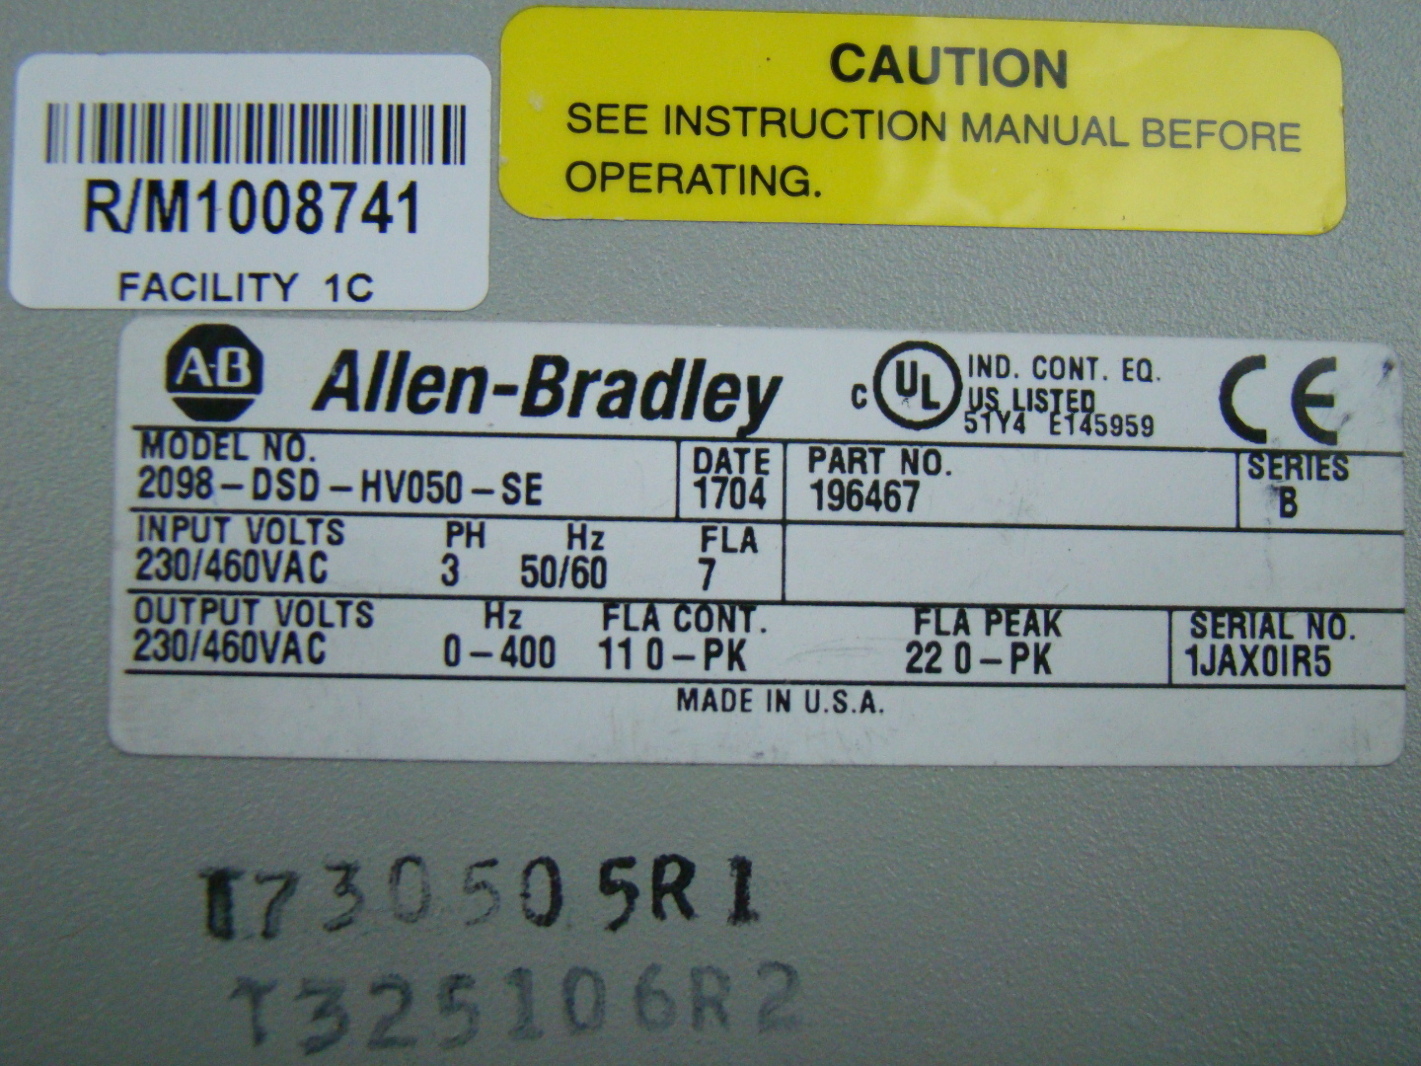 CAUTION
SEE INSTRUCTION MANUAL BEFORE
OPERATING.
R/M1008741
FACILITY 1C
A-B Allen-Bradley
c UL IND. CONT. EQ.
US LISTED
51Y4 E145959
CE
MODEL NO. DATE PART NO. SERIES
2098-DSD-HV050-SE 1704 196467 B
INPUT VOLTS PH Hz FLA
230/460VAC 3 50/60 7
OUTPUT VOLTS Hz FLA CONT. FLA PEAK SERIAL NO.
230/460VAC 0-400 11 0-PK 22 0-PK 1JAX0IR5
MADE IN U.S.A.
T730505R1
T325106R2